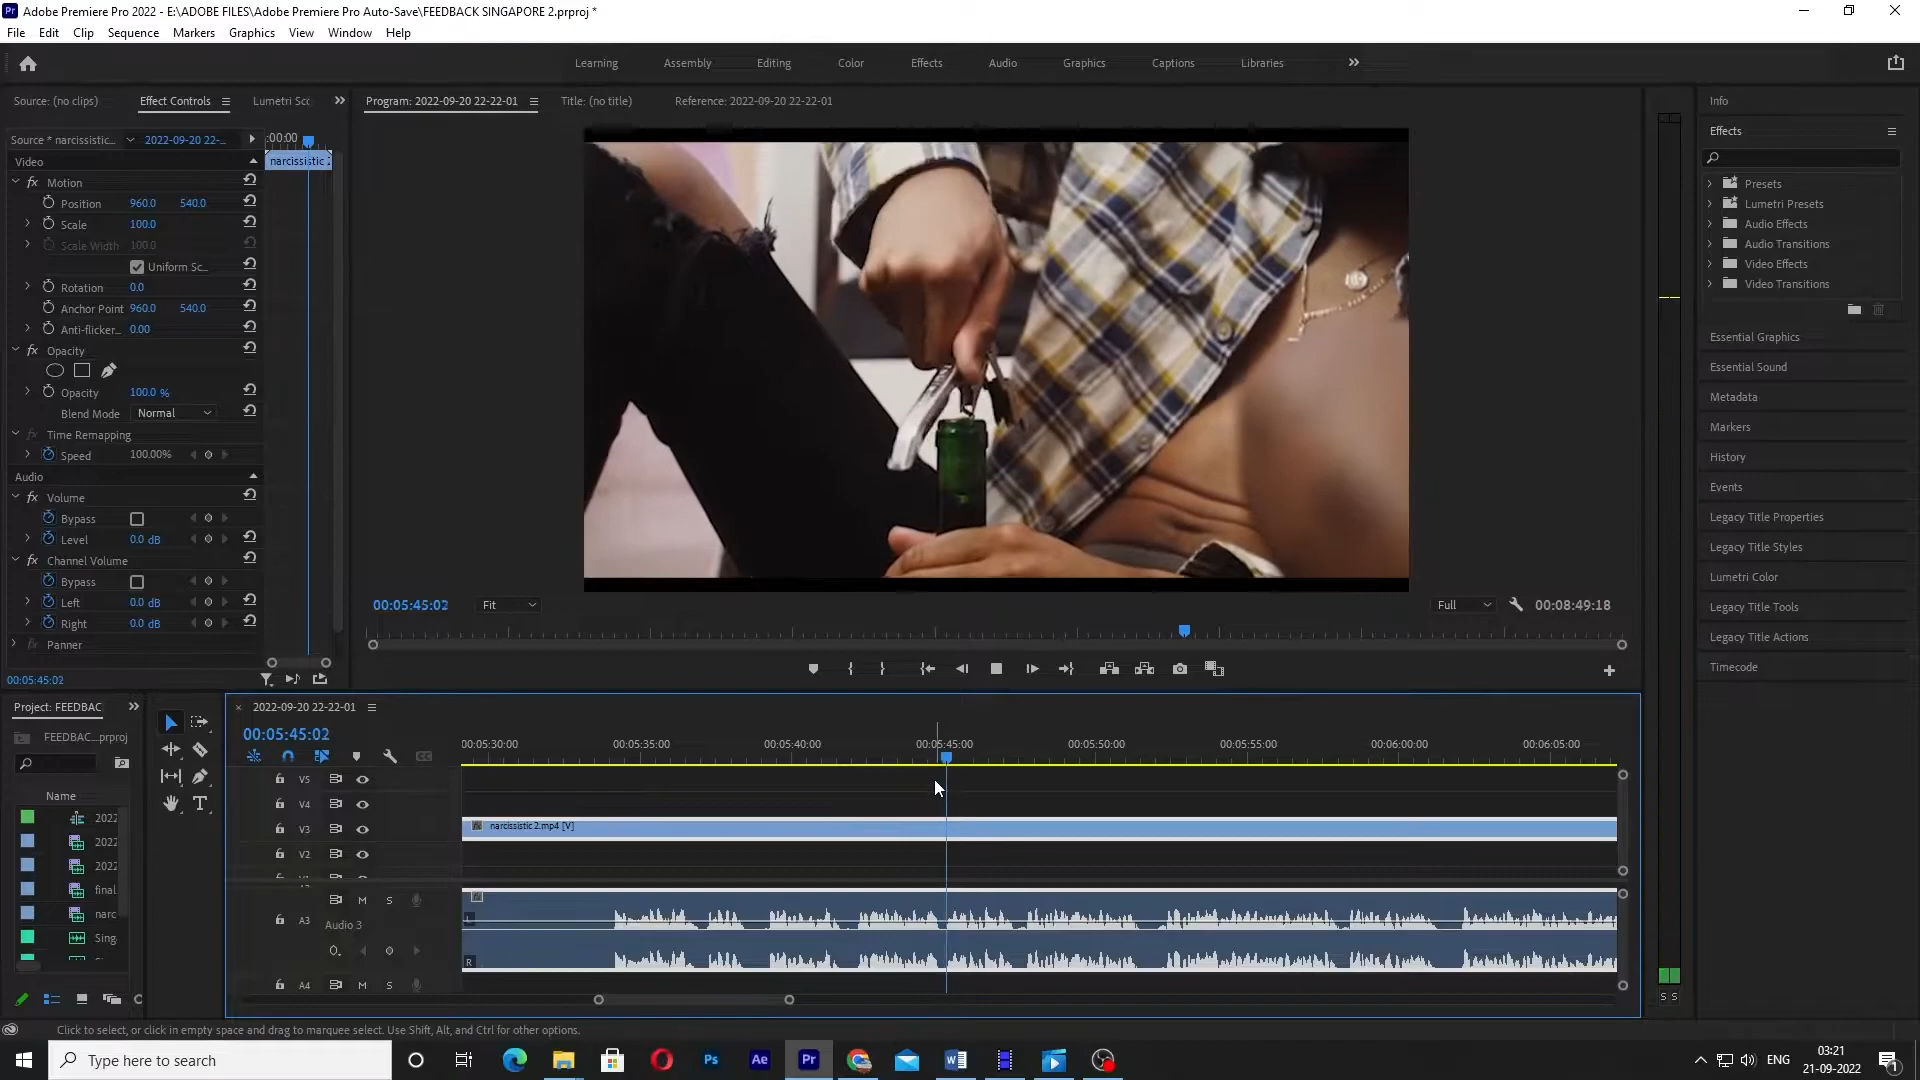 Adobe Premiere Pro 2022 - E:\ADOBE FILES\Adobe Premiere Pro Auto-Save\FEEDBACK SINGAPORE 2.prproj *
File Edit Clip Sequence Markers Graphics View Window Help
Learning Assembly Editing Color Effects Audio Graphics Captions Libraries
Source: (no clips) Effect Controls Lumetri Sco
Program: 2022-09-20 22-22-01 Title: (no title) Reference: 2022-09-20 22-22-01
Source * narcissistic... 2022-09-20 22-... :00:00
Video narcissistic 2
fx Motion
Position 960.0 540.0
Scale 100.0
Scale Width 100.0
Uniform Sc...
Rotation 0.0
Anchor Point 960.0 540.0
Anti-flicker... 0.00
fx Opacity
Opacity 100.0 %
Blend Mode Normal
fx Time Remapping
Speed 100.00%
Audio
fx Volume
Bypass
Level 0.0 dB
fx Channel Volume
Bypass
Left 0.0 dB
Right 0.0 dB
fx Panner
00:05:45:02
00:05:45:02 Fit Full 00:08:49:18
Info
Effects
Presets
Lumetri Presets
Audio Effects
Audio Transitions
Video Effects
Video Transitions
Essential Graphics
Essential Sound
Metadata
Markers
History
Events
Legacy Title Properties
Legacy Title Styles
Lumetri Color
Legacy Title Tools
Legacy Title Actions
Timecode
Project: FEEDBAC
FEEDBAC...prproj
Name
2022
2022
2022
final
narc
Sing
2022-09-20 22-22-01
00:05:45:02
00:05:30:00 00:05:35:00 00:05:40:00 00:05:45:00 00:05:50:00 00:05:55:00 00:06:00:00 00:06:05:00
V5
V4
V3 narcissistic 2.mp4 [V]
V2
M S
A3 Audio 3
L
R
A4 M S
S S
Click to select, or click in empty space and drag to marquee select. Use Shift, Alt, and Ctrl for other options.
Type here to search
Ps Ae Pr
ENG
03:21
21-09-2022
1